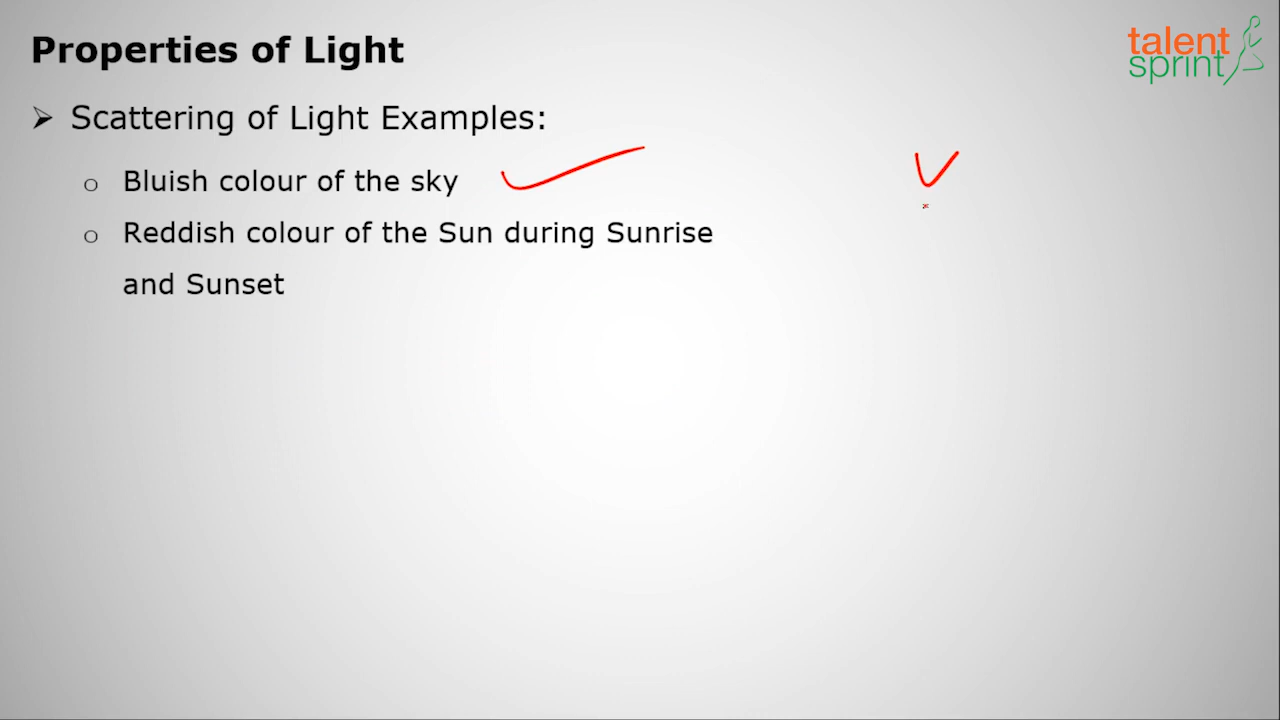 Properties of Light
talent
sprint
➢ Scattering of Light Examples:
o Bluish colour of the sky
V
o Reddish colour of the Sun during Sunrise
and Sunset